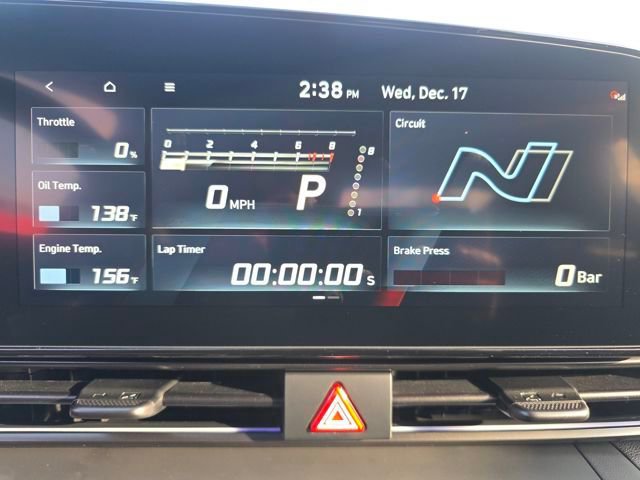 2:38 PM Wed, Dec. 17
Throttle
0 %
Oil Temp.
138 °F
Engine Temp.
156 °F
0 2 4 6 8
8
1
0 MPH P
Lap Timer
00:00:00 S
Circuit
N
Brake Press
0 Bar